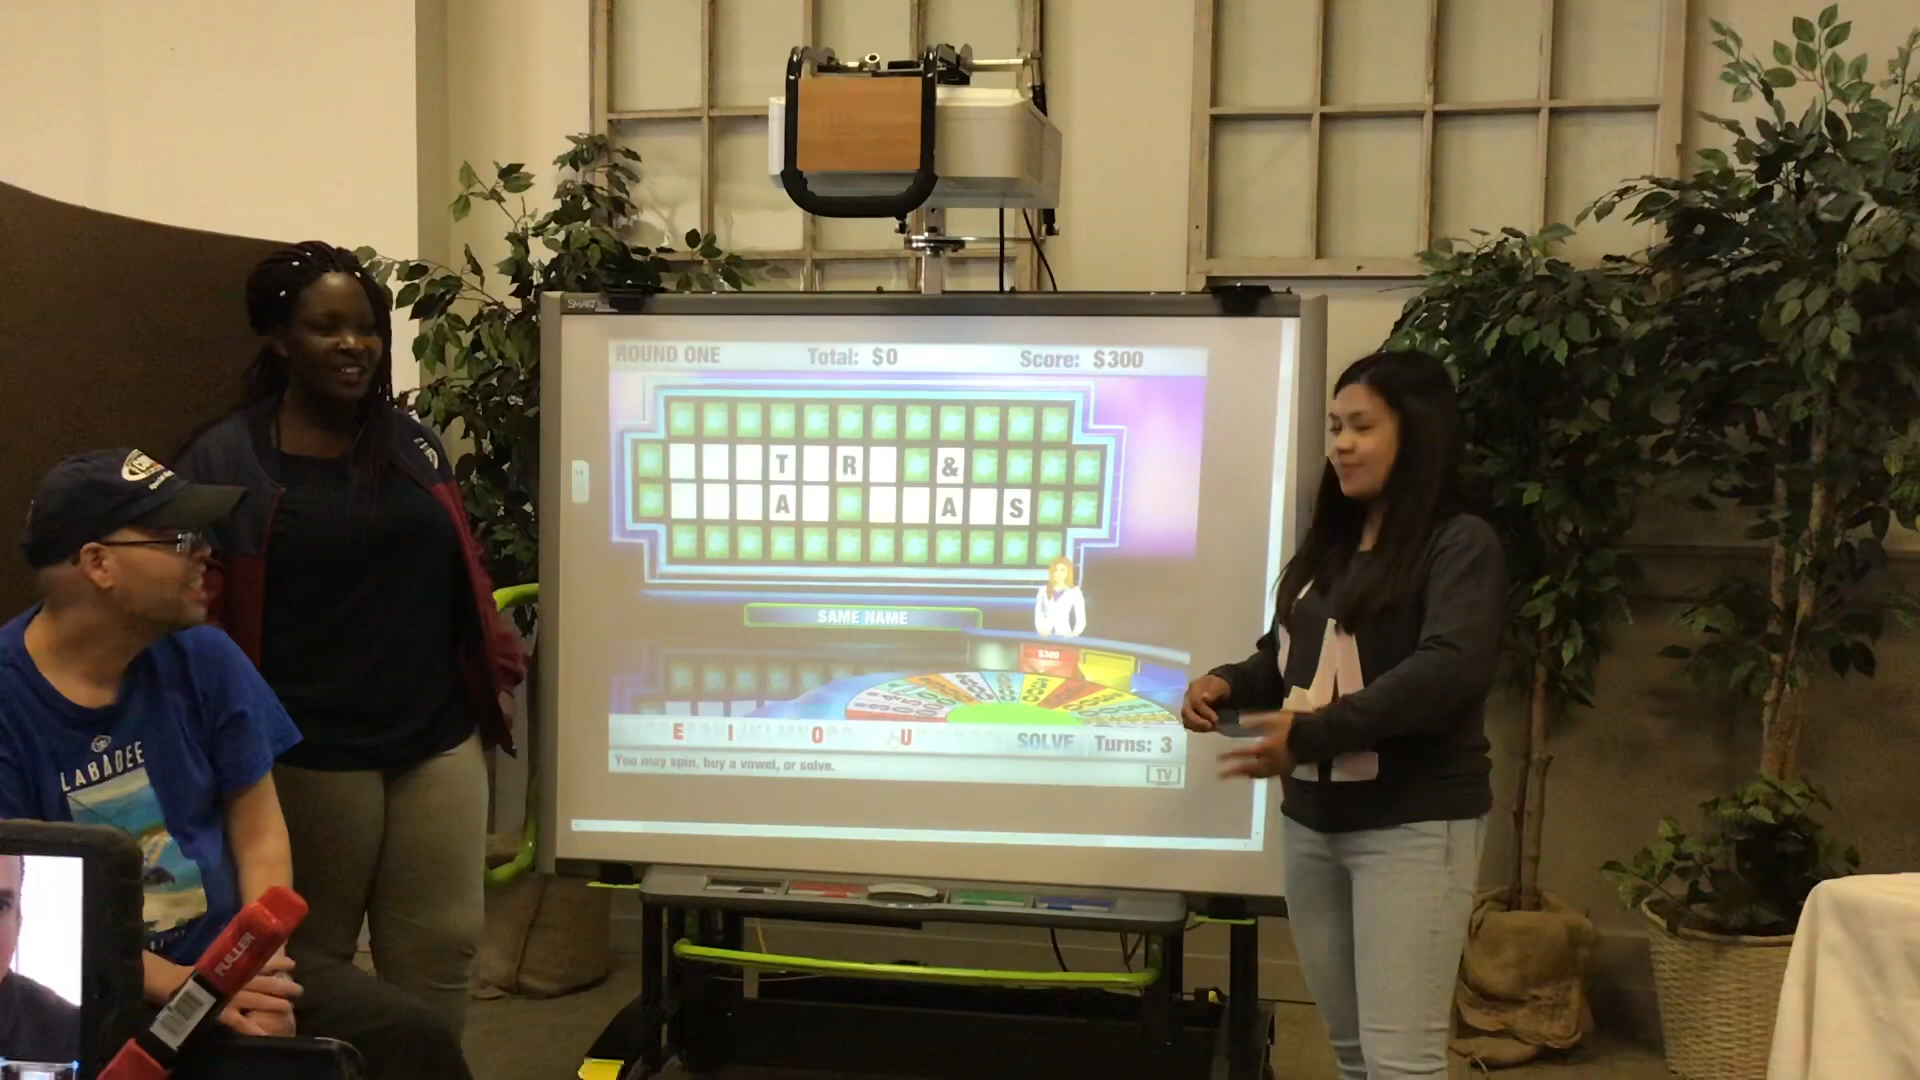 SMART
ROUND ONE Total: $0 Score: $300
T R &
A A S
SAME NAME
$300
E I O U SOLVE Turns: 3
You may spin, buy a vowel, or solve.
TV
LABADEE
FULLER
A